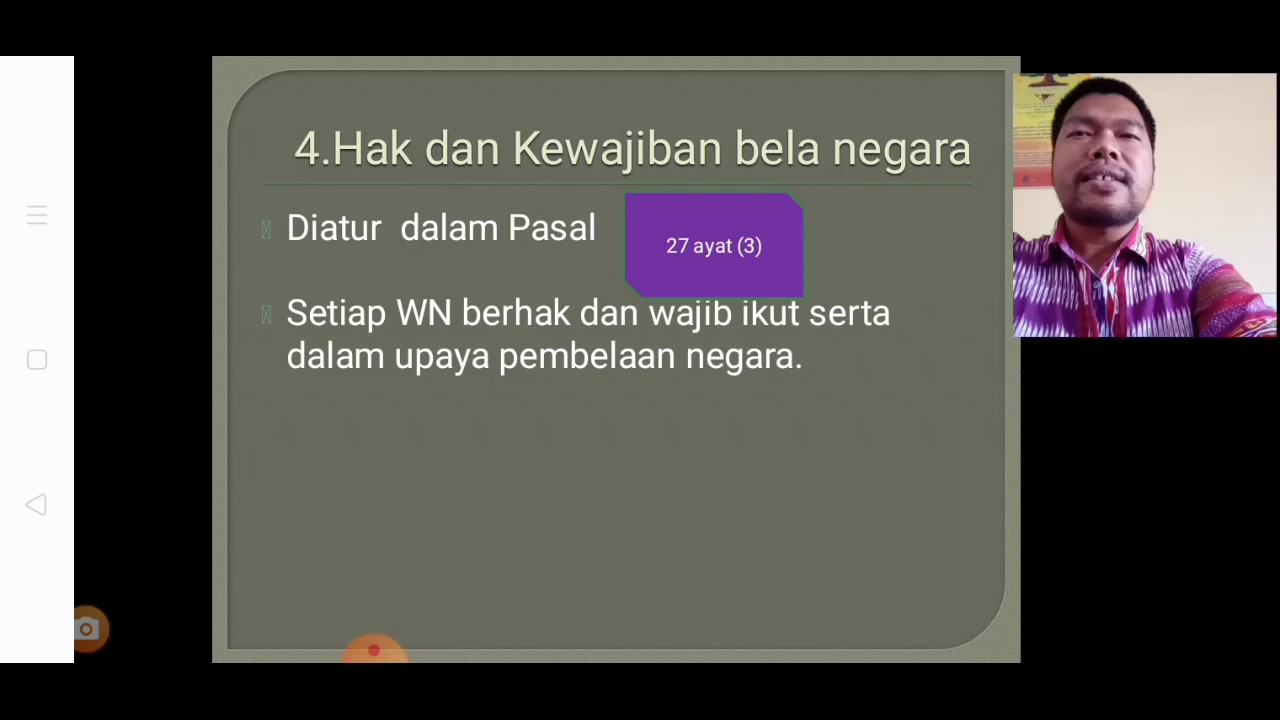 4.Hak dan Kewajiban bela negara
Diatur dalam Pasal
27 ayat (3)
Setiap WN berhak dan wajib ikut serta
dalam upaya pembelaan negara.